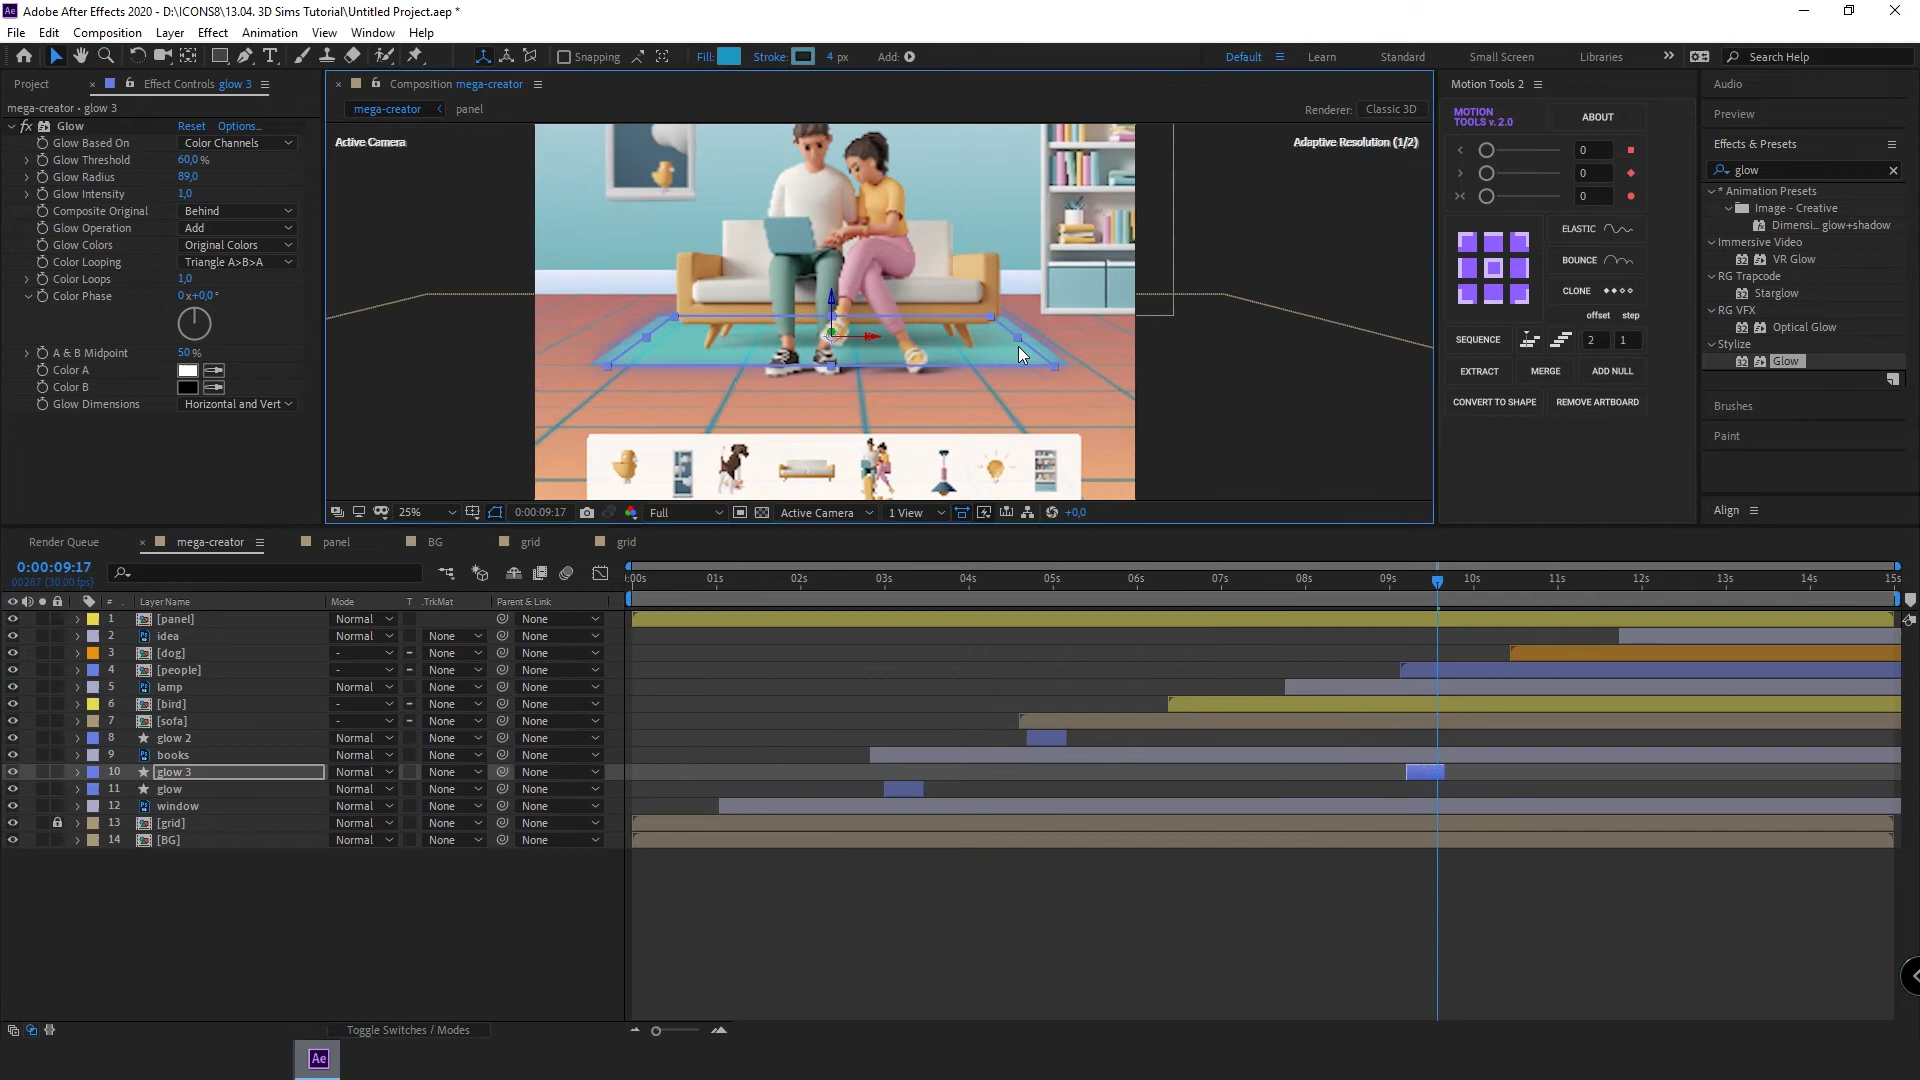 Adobe After Effects 2020 - D:\ICONS8\13.04. 3D Sims Tutorial\Untitled Project.aep *
File Edit Composition Layer Effect Animation View Window Help
Snapping Fill: Stroke: 4 px Add: Default Learn Standard Small Screen Libraries Search Help
Project Effect Controls glow 3
mega-creator • glow 3
Glow Reset Options...
Glow Based On Color Channels
Glow Threshold 60,0 %
Glow Radius 89,0
Glow Intensity 1,0
Composite Original Behind
Glow Operation Add
Glow Colors Original Colors
Color Looping Triangle A>B>A
Color Loops 1,0
Color Phase 0x+0,0°
A & B Midpoint 50 %
Color A
Color B
Glow Dimensions Horizontal and Vert
Composition mega-creator
mega-creator panel
Renderer: Classic 3D
Active Camera
Adaptive Resolution (1/2)
25% 0:00:09:17 Full Active Camera 1 View +0,0
Motion Tools 2
MOTION TOOLS v. 2.0
ABOUT
0
0
0
ELASTIC
BOUNCE
CLONE
offset step
SEQUENCE 2 1
EXTRACT MERGE ADD NULL
CONVERT TO SHAPE REMOVE ARTBOARD
Audio
Preview
Effects & Presets
glow
* Animation Presets
Image - Creative
Dimensi... glow+shadow
Immersive Video
VR Glow
RG Trapcode
Starglow
RG VFX
Optical Glow
Stylize
Glow
Brushes
Paint
Align
Render Queue mega-creator panel BG grid grid
0:00:09:17
00287 (30.00 fps)
:00s 01s 02s 03s 04s 05s 06s 07s 08s 09s 10s 11s 12s 13s 14s 15s
# Layer Name Mode T .TrkMat Parent & Link
1 [panel] Normal None
2 idea Normal None None
3 [dog] - None None
4 [people] - None None
5 lamp Normal None None
6 [bird] - None None
7 [sofa] - None None
8 glow 2 Normal None None
9 books Normal None None
10 glow 3 Normal None None
11 glow Normal None None
12 window Normal None None
13 [grid] Normal None None
14 [BG] Normal None None
Toggle Switches / Modes
Ae